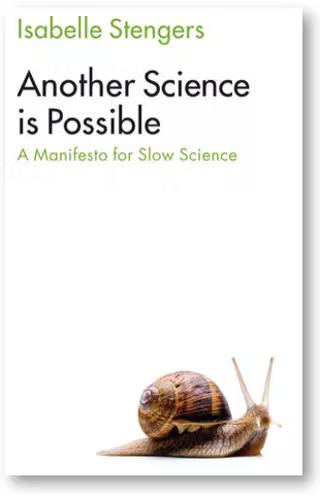 Isabelle Stengers
Another Science
is Possible
A Manifesto for Slow Science